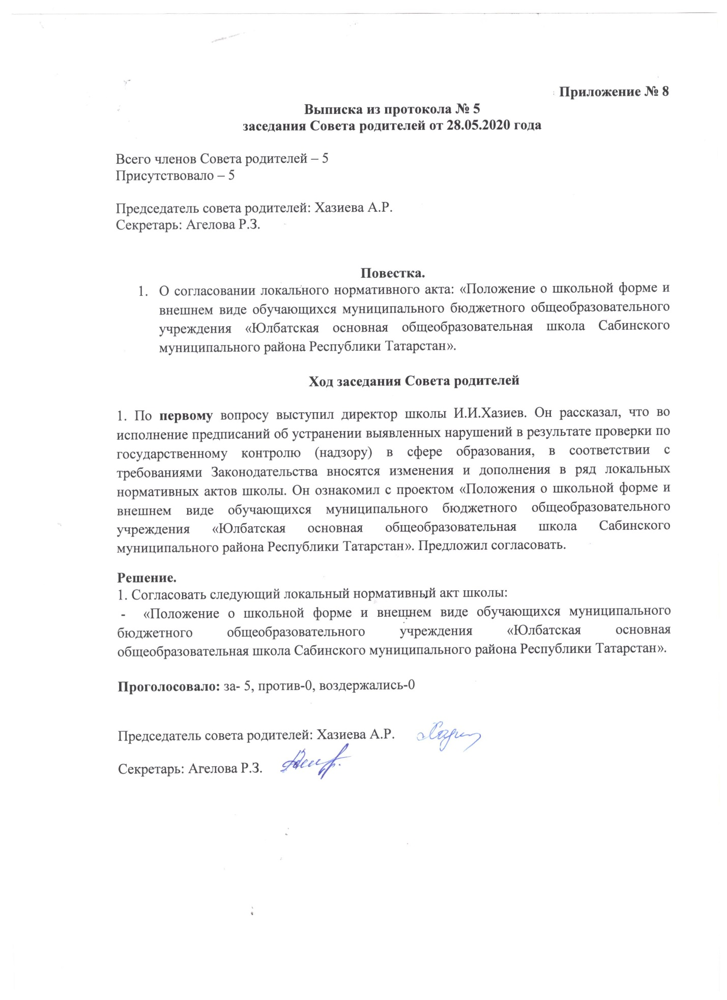 Приложение № 8
Выписка из протокола № 5
заседания Совета родителей от 28.05.2020 года
Всего членов Совета родителей – 5
Присутствовало – 5
Председатель совета родителей: Хазиева А.Р.
Секретарь: Агелова Р.З.
Повестка.
1. О согласовании локального нормативного акта: «Положение о школьной форме и
внешнем виде обучающихся муниципального бюджетного общеобразовательного
учреждения «Юлбатская основная общеобразовательная школа Сабинского
муниципального района Республики Татарстан».
Ход заседания Совета родителей
1. По первому вопросу выступил директор школы И.И.Хазиев. Он рассказал, что во
исполнение предписаний об устранении выявленных нарушений в результате проверки по
государственному контролю (надзору) в сфере образования, в соответствии с
требованиями Законодательства вносятся изменения и дополнения в ряд локальных
нормативных актов школы. Он ознакомил с проектом «Положения о школьной форме и
внешнем виде обучающихся муниципального бюджетного общеобразовательного
учреждения «Юлбатская основная общеобразовательная школа Сабинского
муниципального района Республики Татарстан». Предложил согласовать.
Решение.
1. Согласовать следующий локальный нормативный акт школы:
- «Положение о школьной форме и внешнем виде обучающихся муниципального
бюджетного общеобразовательного учреждения «Юлбатская основная
общеобразовательная школа Сабинского муниципального района Республики Татарстан».
Проголосовало: за- 5, против-0, воздержались-0
Председатель совета родителей: Хазиева А.Р.
Секретарь: Агелова Р.З.